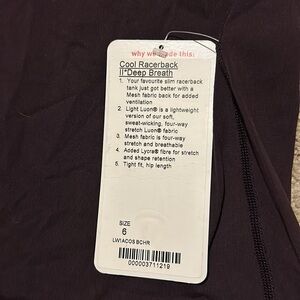 why we made this:
Cool Racerback
II*Deep Breath
1. Your favourite slim racerback
tank just got better with a
Mesh fabric back for added
ventilation
2. Light Luon® is a lightweight
version of our soft,
sweat-wicking, four-way
stretch Luon® fabric
3. Mesh fabric is four-way
stretch and breathable
4. Added Lycra® fibre for stretch
and shape retention
5. Tight fit, hip length
SIZE
6
LW1AC0S BCHR
000003711219